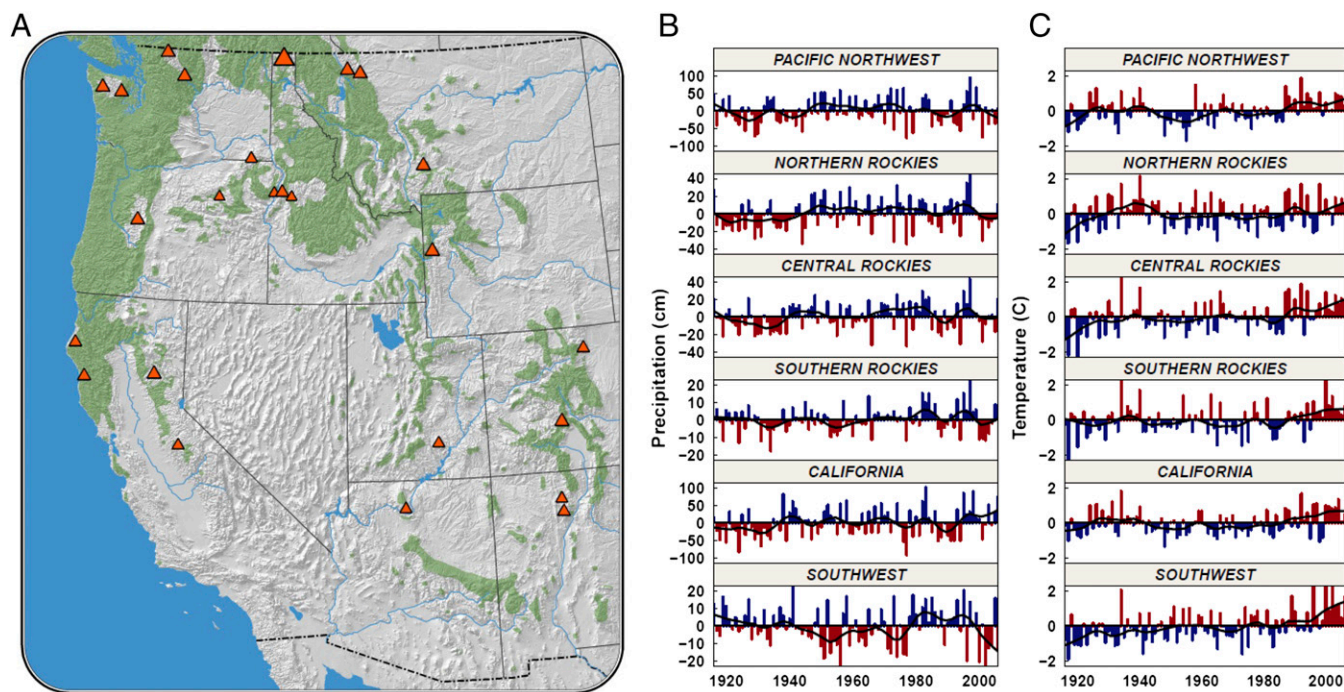 A
B
C
PACIFIC NORTHWEST
100
50
0
−50
−100
NORTHERN ROCKIES
40
20
0
−20
−40
CENTRAL ROCKIES
40
20
0
−20
−40
SOUTHERN ROCKIES
20
10
0
−10
−20
CALIFORNIA
100
50
0
−50
−100
SOUTHWEST
20
10
0
−10
−20
Precipitation (cm)
1920 1940 1960 1980 2000
PACIFIC NORTHWEST
2
0
−2
NORTHERN ROCKIES
2
0
−2
CENTRAL ROCKIES
2
0
−2
SOUTHERN ROCKIES
2
0
−2
CALIFORNIA
2
0
−2
SOUTHWEST
2
0
−2
Temperature (C)
1920 1940 1960 1980 2000